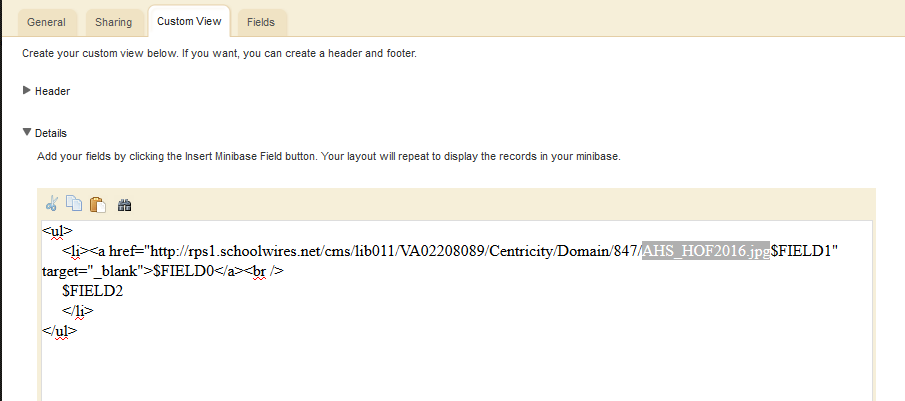 General Sharing Custom View Fields
Create your custom view below. If you want, you can create a header and footer.
Header
Details
Add your fields by clicking the Insert Minibase Field button. Your layout will repeat to display the records in your minibase.
<ul>
<li><a href="http://rps1.schoolwires.net/cms/lib011/VA02208089/Centricity/Domain/847/AHS_HOF2016.jpg$FIELD1"
target="_blank">$FIELD0</a><br />
$FIELD2
</li>
</ul>